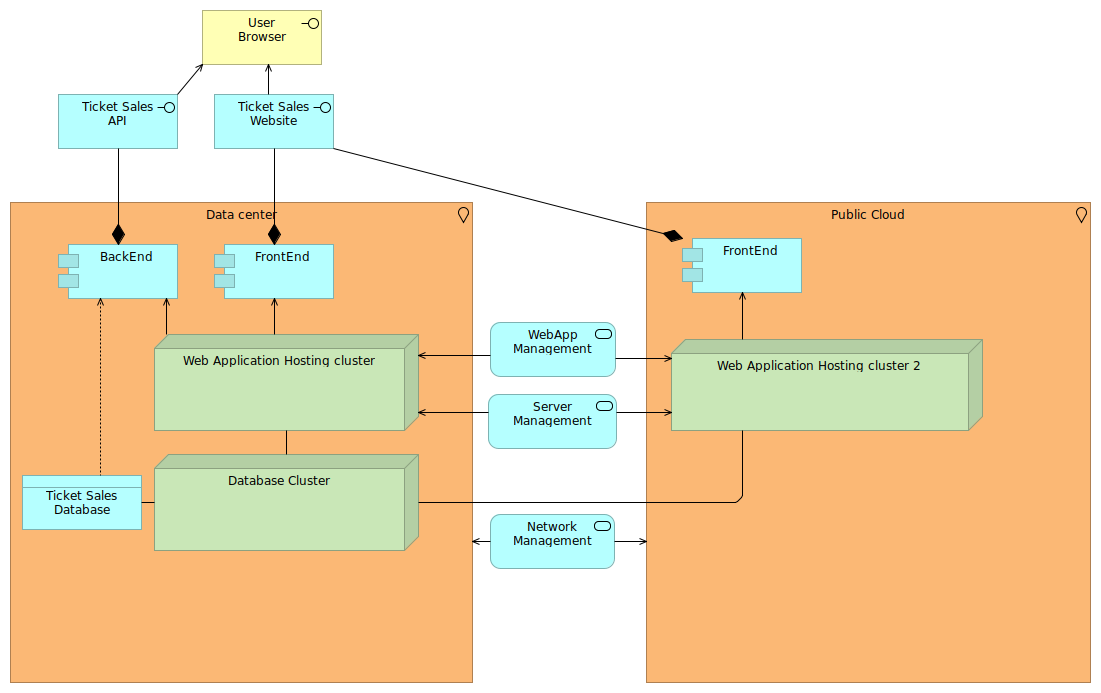 User
Browser
Ticket Sales
API
Ticket Sales
Website
Data center
Public Cloud
BackEnd
FrontEnd
FrontEnd
WebApp
Management
Web Application Hosting cluster
Web Application Hosting cluster 2
Server
Management
Database Cluster
Ticket Sales
Database
Network
Management